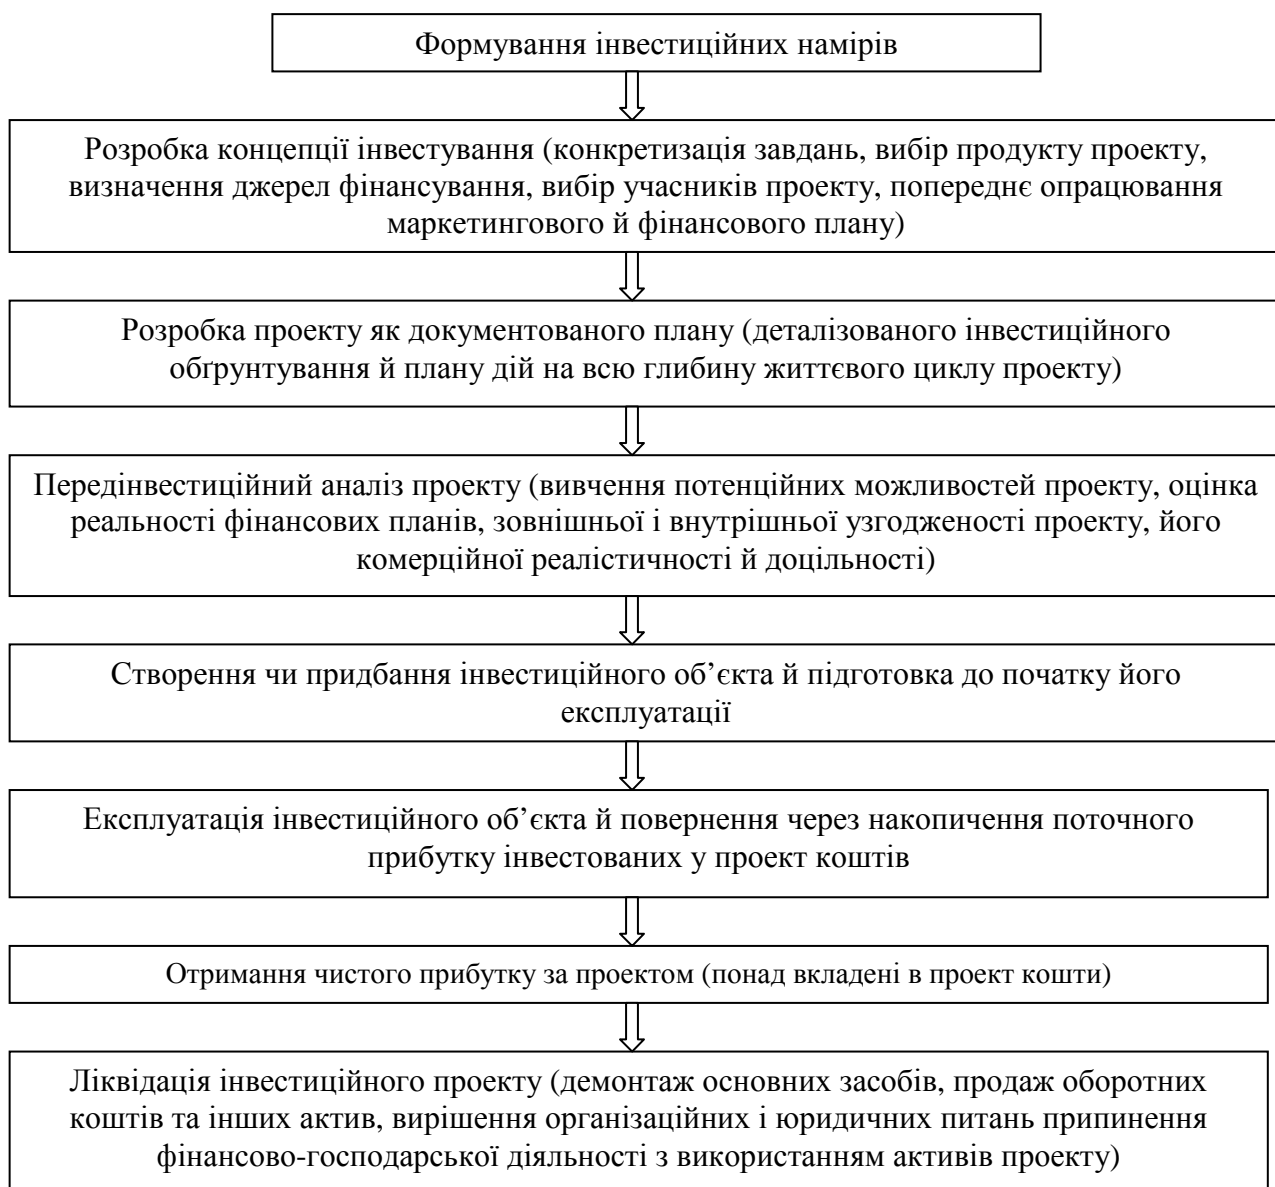 Формування інвестиційних намірів
Розробка концепції інвестування (конкретизація завдань, вибір продукту проекту,
визначення джерел фінансування, вибір учасників проекту, попереднє опрацювання
маркетингового й фінансового плану)
Розробка проекту як документованого плану (деталізованого інвестиційного
обґрунтування й плану дій на всю глибину життєвого циклу проекту)
Передінвестиційний аналіз проекту (вивчення потенційних можливостей проекту, оцінка
реальності фінансових планів, зовнішньої і внутрішньої узгодженості проекту, його
комерційної реалістичності й доцільності)
Створення чи придбання інвестиційного об’єкта й підготовка до початку його
експлуатації
Експлуатація інвестиційного об’єкта й повернення через накопичення поточного
прибутку інвестованих у проект коштів
Отримання чистого прибутку за проектом (понад вкладені в проект кошти)
Ліквідація інвестиційного проекту (демонтаж основних засобів, продаж оборотних
коштів та інших актив, вирішення організаційних і юридичних питань припинення
фінансово-господарської діяльності з використанням активів проекту)